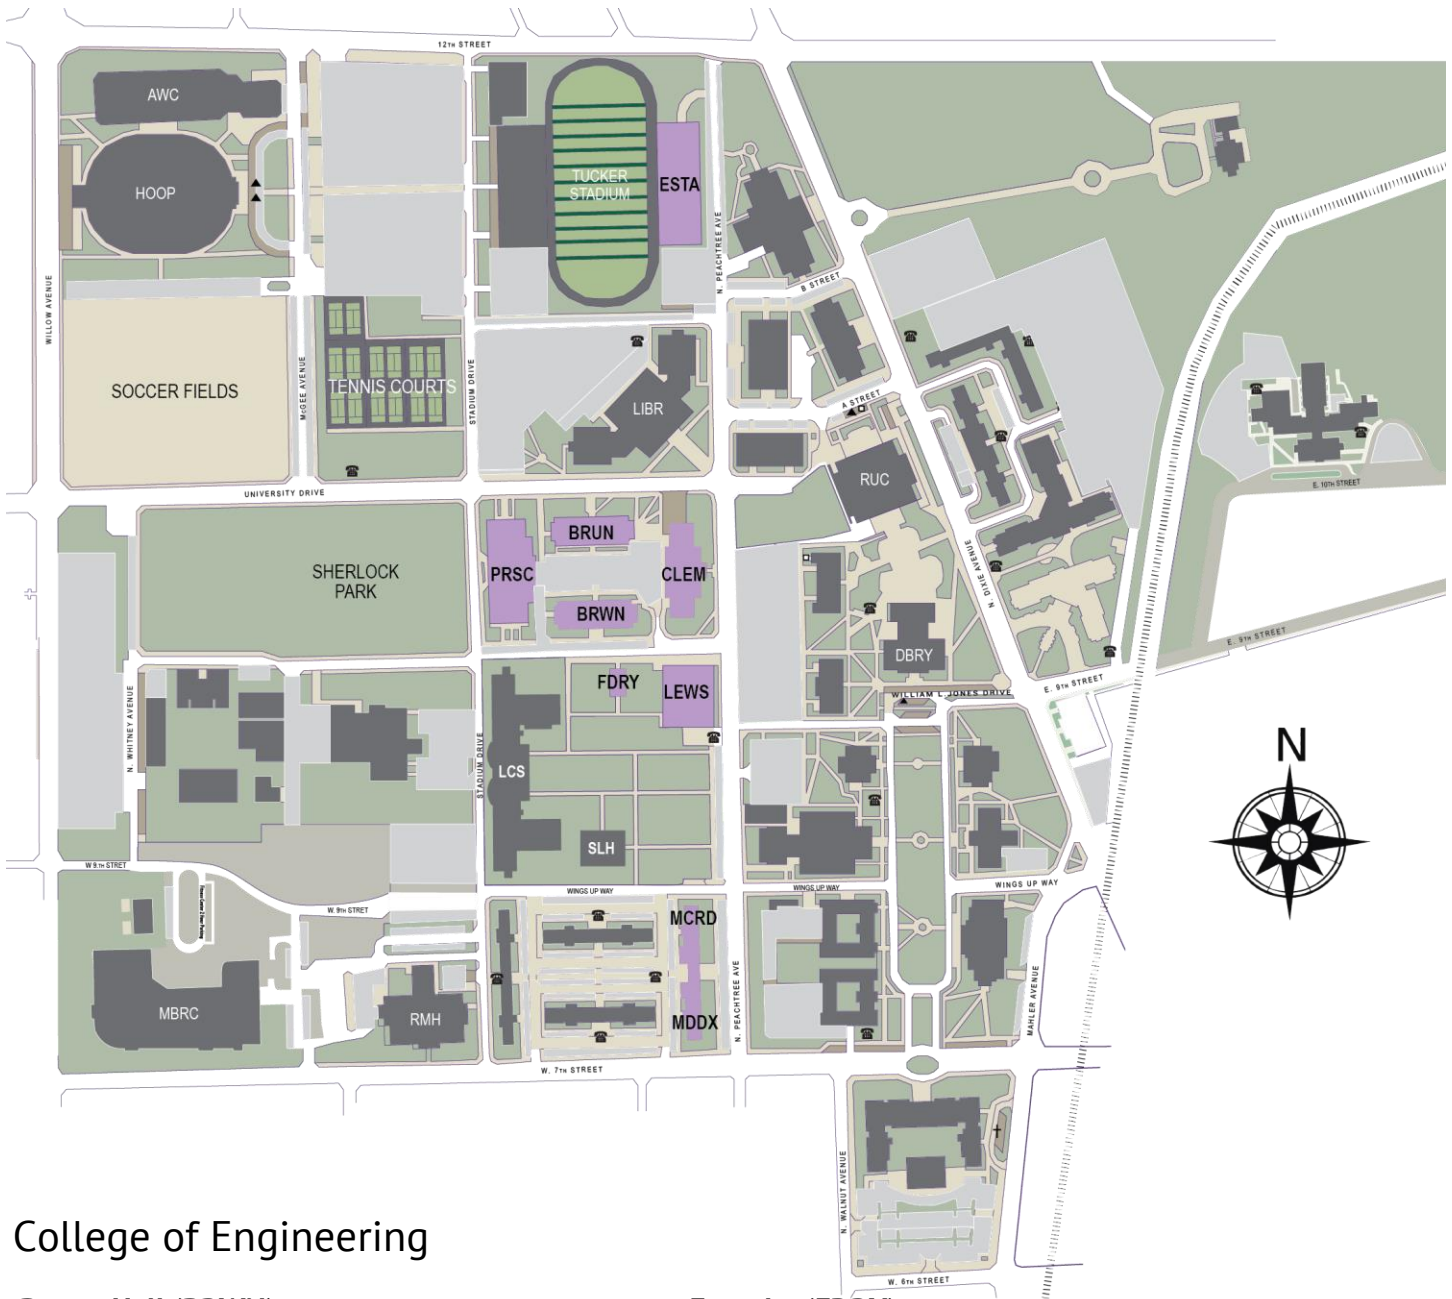 12TH STREET
AWC
HOOP
TUCKER
STADIUM
ESTA
N. PEACHTREE AVE
B STREET
WILLOW AVENUE
SOCCER FIELDS
McGEE AVENUE
TENNIS COURTS
STADIUM DRIVE
LIBR
A STREET
RUC
UNIVERSITY DRIVE
E. 10TH STREET
BRUN
PRSC
CLEM
BRWN
SHERLOCK
PARK
N. DIXIE AVENUE
DBRY
E. 9TH STREET
E. 9TH STREET
WILLIAM L.JONES DRIVE
FDRY
LEWS
N. WHITNEY AVENUE
STADIUM DRIVE
LCS
SLH
N
W 9TH STRET
WINGS UP WAY
WINGS UP WAY
WINGS UP WAY
W. 9TH STRET
MCRD
MBRC
RMH
MDDX
N. PEACHTREE AVE
MAHLER AVENUE
W. 7TH STREET
N. WALNUT AVENUE
W. 6TH STREET
College of Engineering